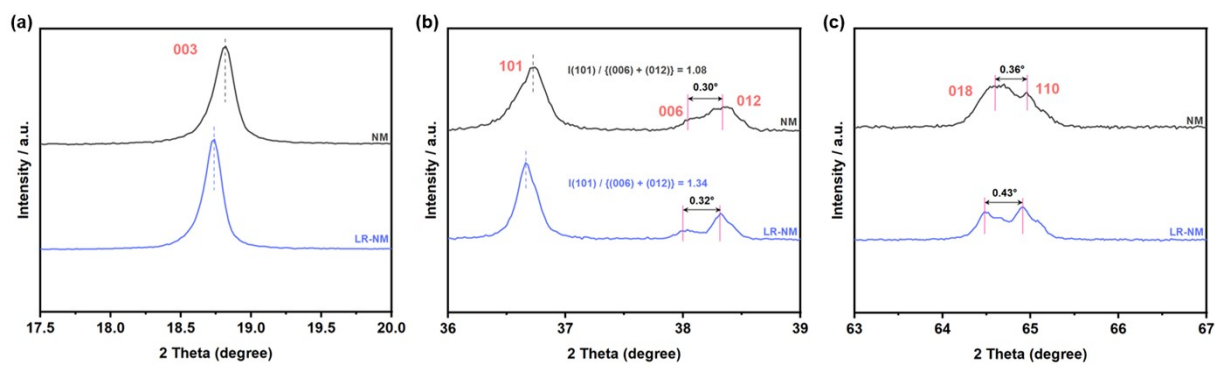 (a)
003
NM
LR-NM
Intensity / a.u.
17.5 18.0 18.5 19.0 19.5 20.0
2 Theta (degree)
(b)
101
I(101) / {(006) + (012)} = 1.08
0.30°
006
012
NM
I(101) / {(006) + (012)} = 1.34
0.32°
LR-NM
Intensity / a.u.
36 37 38 39
2 Theta (degree)
(c)
0.36°
018
110
NM
0.43°
LR-NM
Intensity / a.u.
63 64 65 66 67
2 Theta (degree)